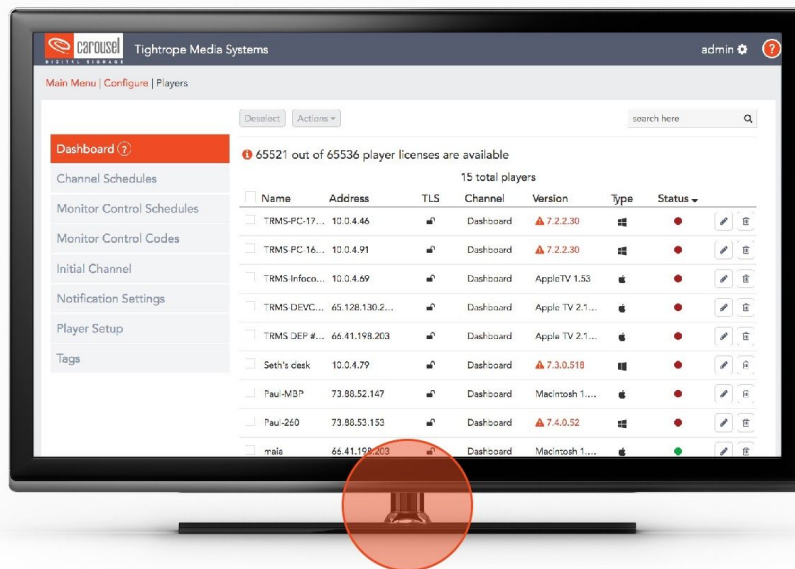 carousel Tightrope Media Systems admin ?
DIGITAL SIGNAGE
Main Menu | Configure | Players
Deselect Actions search here
Dashboard ?
65521 out of 65536 player licenses are available
15 total players
Channel Schedules
Monitor Control Schedules
Monitor Control Codes
Initial Channel
Notification Settings
Player Setup
Tags
Name Address TLS Channel Version Type Status
TRMS-PC-17... 10.0.4.46 Dashboard 7.2.2.30
TRMS-PC-16... 10.0.4.91 Dashboard 7.2.2.30
TRMS-Infoco... 10.0.4.69 Dashboard AppleTV 1.53
TRMS-DEVC... 65.128.130.2... Dashboard Apple TV 2.1...
TRMS DEP #... 66.41.198.203 Dashboard Apple TV 2.1...
Seth's desk 10.0.4.79 Dashboard 7.3.0.518
Paul-MBP 73.88.52.147 Dashboard Macintosh 1....
Paul-260 73.88.53.153 Dashboard 7.4.0.52
maia 66.41.198.203 Dashboard Macintosh 1....